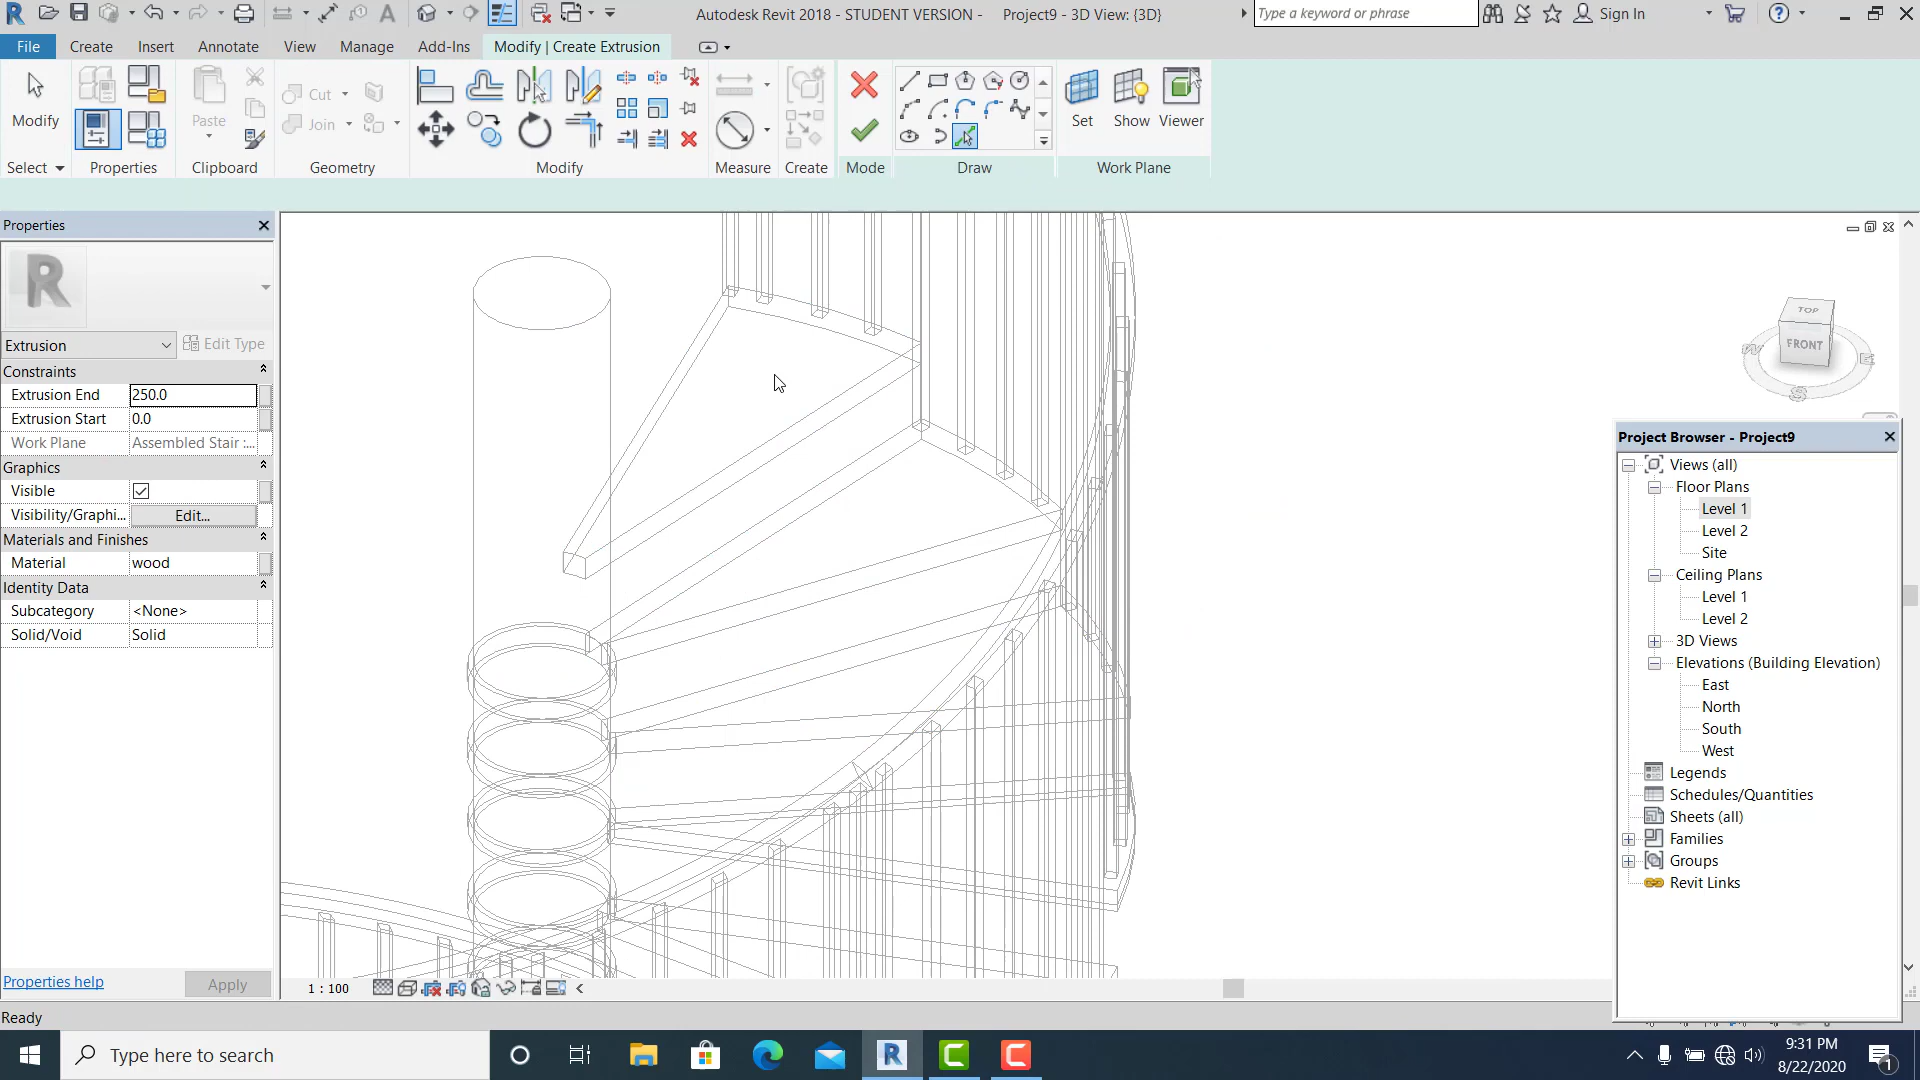 Autodesk Revit 2018 - STUDENT VERSION - Project9 - 3D View: {3D}
Type a keyword or phrase
Sign In
File Create Insert Annotate View Manage Add-Ins Modify | Create Extrusion
Modify
Paste
Cut
Join
Set Show Viewer
Select Properties Clipboard Geometry Modify Measure Create Mode Draw Work Plane
Properties
R
Extrusion Edit Type
Constraints
Extrusion End 250.0
Extrusion Start 0.0
Work Plane Assembled Stair :...
Graphics
Visible
Visibility/Graphi... Edit...
Materials and Finishes
Material wood
Identity Data
Subcategory <None>
Solid/Void Solid
Properties help Apply
TOP
FRONT
W
E
S
Project Browser - Project9
Views (all)
Floor Plans
Level 1
Level 2
Site
Ceiling Plans
Level 1
Level 2
3D Views
Elevations (Building Elevation)
East
North
South
West
Legends
Schedules/Quantities
Sheets (all)
Families
Groups
Revit Links
1 : 100
Ready
Type here to search
9:31 PM
8/22/2020
1